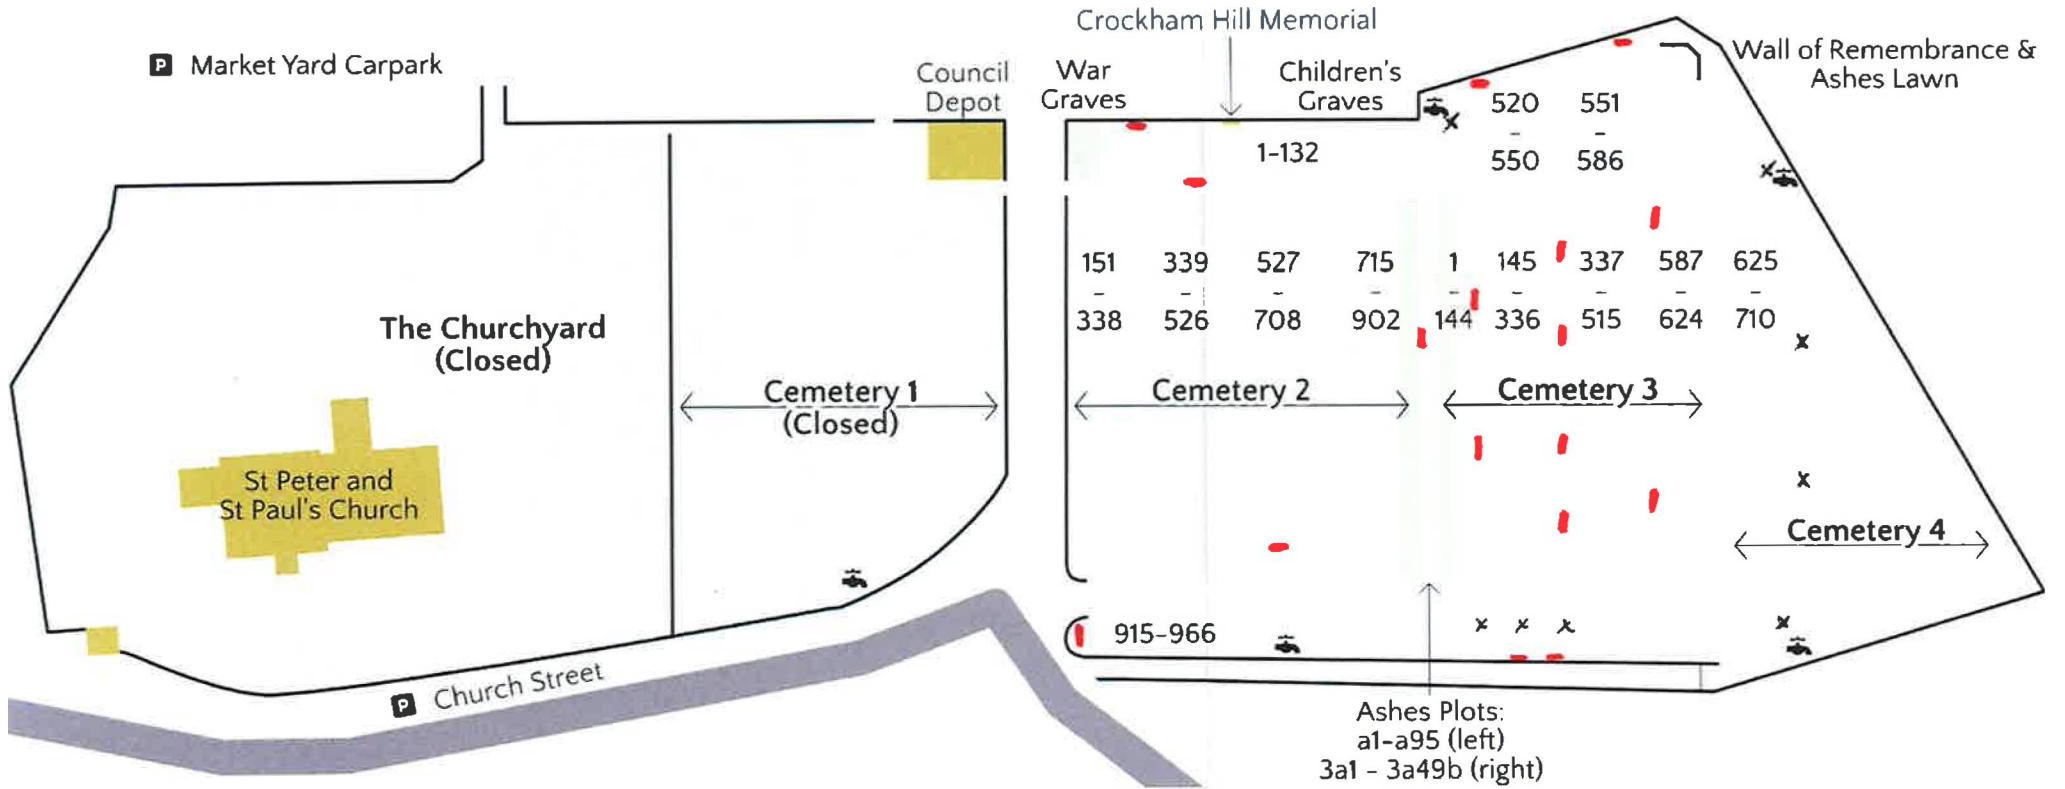 Crockham Hill Memorial
P Market Yard Carpark
Council
Depot
War
Graves
Children's
Graves
Wall of Remembrance &
Ashes Lawn
1-132
520
-
550
551
-
586
151
-
338
339
-
526
527
-
708
715
-
902
1
-
144
145
-
336
337
-
515
587
-
624
625
-
710
The Churchyard
(Closed)
Cemetery 1
(Closed)
Cemetery 2
Cemetery 3
Cemetery 4
St Peter and
St Paul's Church
915-966
P Church Street
Ashes Plots:
a1-a95 (left)
3a1 - 3a49b (right)